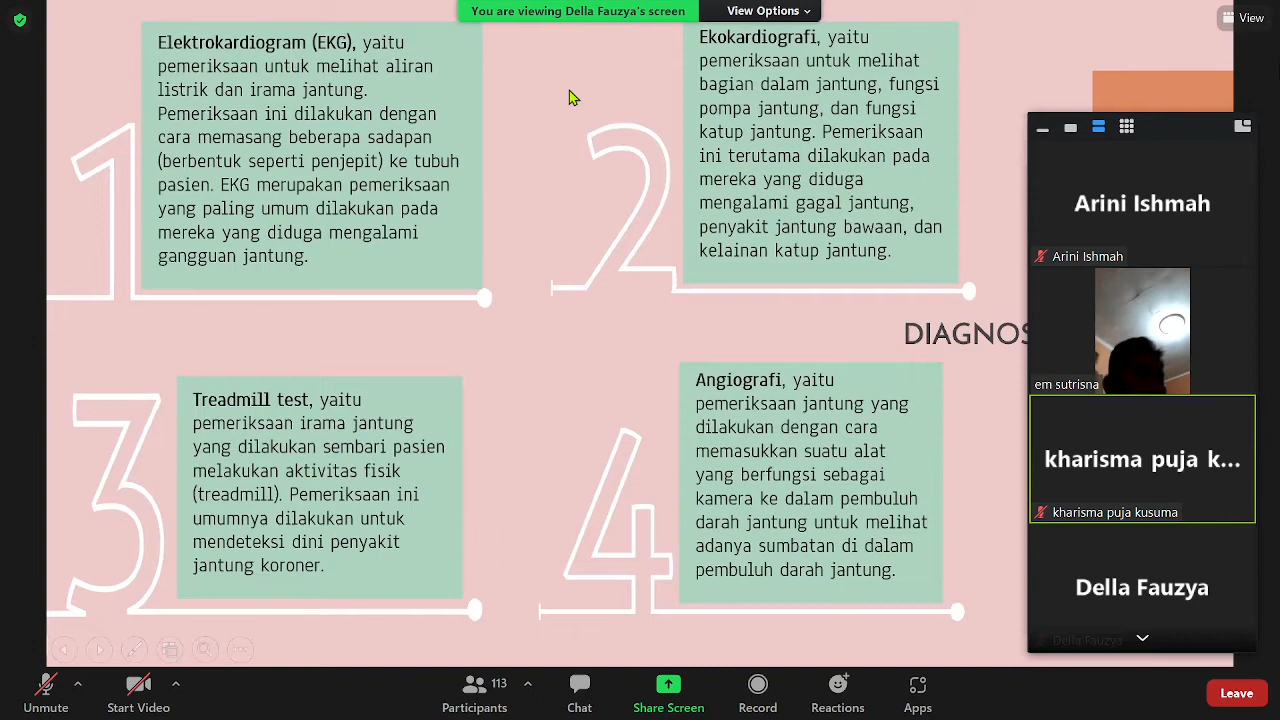 You are viewing Della Fauzya's screen
View Options
View
1
Elektrokardiogram (EKG), yaitu
pemeriksaan untuk melihat aliran
listrik dan irama jantung.
Pemeriksaan ini dilakukan dengan
cara memasang beberapa sadapan
(berbentuk seperti penjepit) ke tubuh
pasien. EKG merupakan pemeriksaan
yang paling umum dilakukan pada
mereka yang diduga mengalami
gangguan jantung.
2
Ekokardiografi, yaitu
pemeriksaan untuk melihat
bagian dalam jantung, fungsi
pompa jantung, dan fungsi
katup jantung. Pemeriksaan
ini terutama dilakukan pada
mereka yang diduga
mengalami gagal jantung,
penyakit jantung bawaan, dan
kelainan katup jantung.
DIAGNOS
3
Treadmill test, yaitu
pemeriksaan irama jantung
yang dilakukan sembari pasien
melakukan aktivitas fisik
(treadmill). Pemeriksaan ini
umumnya dilakukan untuk
mendeteksi dini penyakit
jantung koroner.
4
Angiografi, yaitu
pemeriksaan jantung yang
dilakukan dengan cara
memasukkan suatu alat
yang berfungsi sebagai
kamera ke dalam pembuluh
darah jantung untuk melihat
adanya sumbatan di dalam
pembuluh darah jantung.
Arini Ishmah
Arini Ishmah
em sutrisna
kharisma puja k...
kharisma puja kusuma
Della Fauzya
Della Fauzya
Unmute
Start Video
113
Participants
Chat
Share Screen
Record
Reactions
Apps
Leave